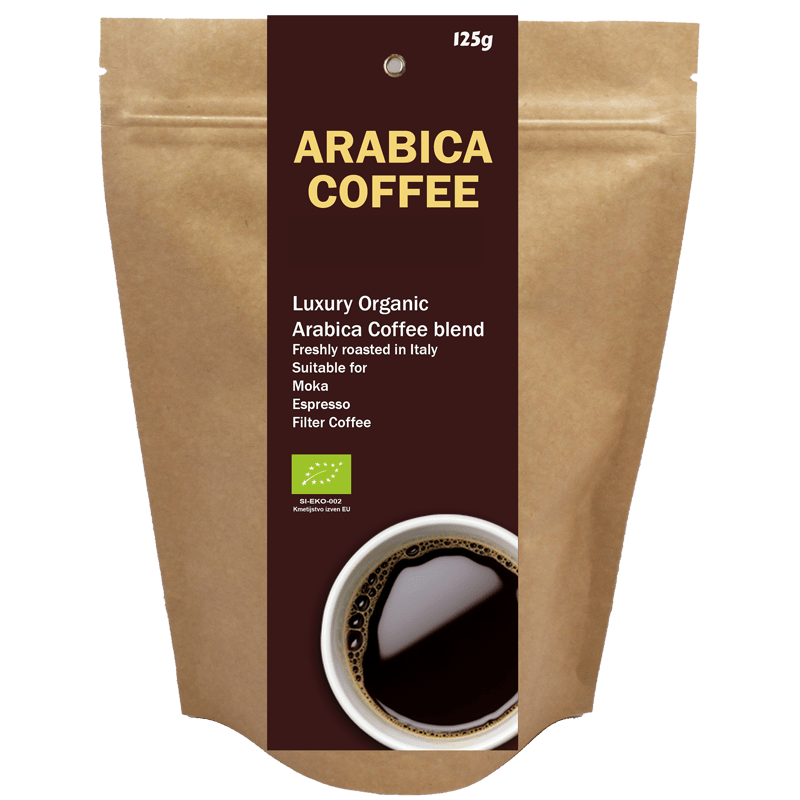 125g
ARABICA
COFFEE
Luxury Organic
Arabica Coffee blend
Freshly roasted in Italy
Suitable for
Moka
Espresso
Filter Coffee
SI-EKO-002
Kmetijstvo izven EU